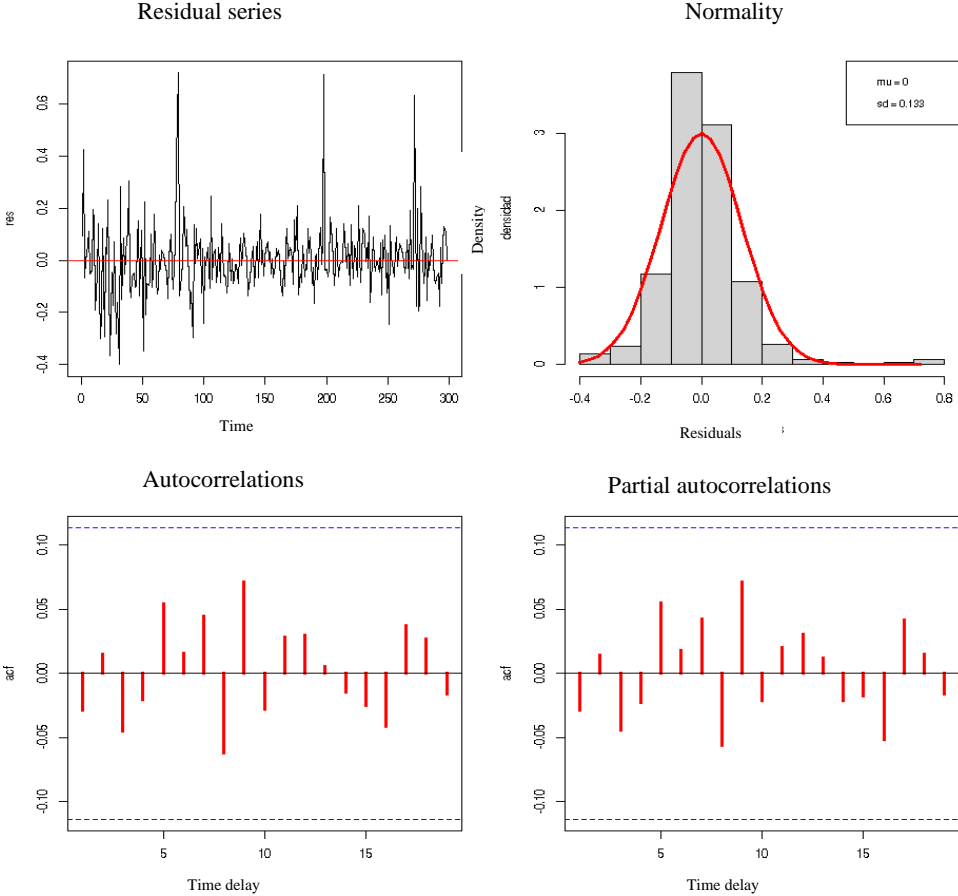 Residual series
res
0.6
0.4
0.2
0.0
-0.2
-0.4
0 50 100 150 200 250 300
Time
Normality
mu = 0
sd = 0.133
Density
densidad
3
2
1
0
-0.4 -0.2 0.0 0.2 0.4 0.6 0.8
Residuals
Autocorrelations
acf
0.10
0.05
0.00
-0.05
-0.10
5 10 15
Time delay
Partial autocorrelations
acf
0.10
0.05
0.00
-0.05
-0.10
5 10 15
Time delay